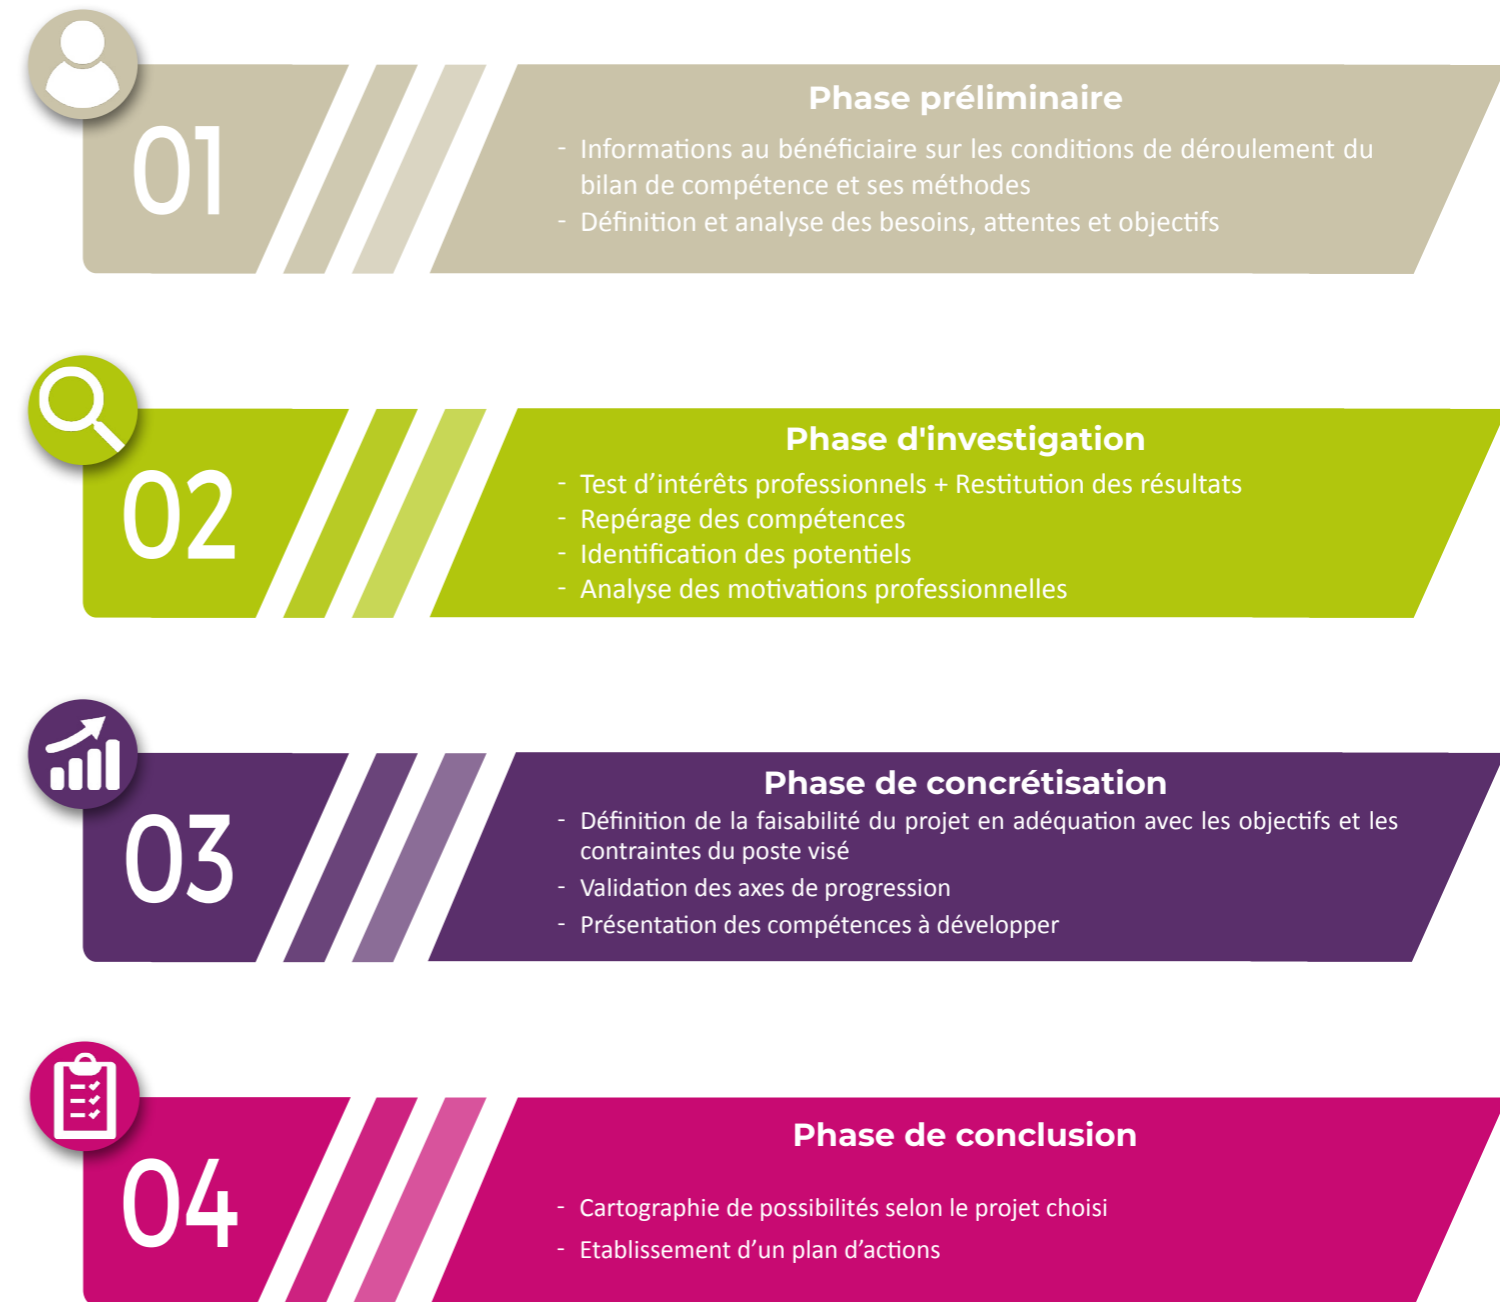 01
Phase préliminaire
- Informations au bénéficiaire sur les conditions de déroulement du
bilan de compétence et ses méthodes
- Définition et analyse des besoins, attentes et objectifs
02
Phase d'investigation
- Test d’intérêts professionnels + Restitution des résultats
- Repérage des compétences
- Identification des potentiels
- Analyse des motivations professionnelles
03
Phase de concrétisation
- Définition de la faisabilité du projet en adéquation avec les objectifs et les
contraintes du poste visé
- Validation des axes de progression
- Présentation des compétences à développer
04
Phase de conclusion
- Cartographie de possibilités selon le projet choisi
- Etablissement d’un plan d’actions